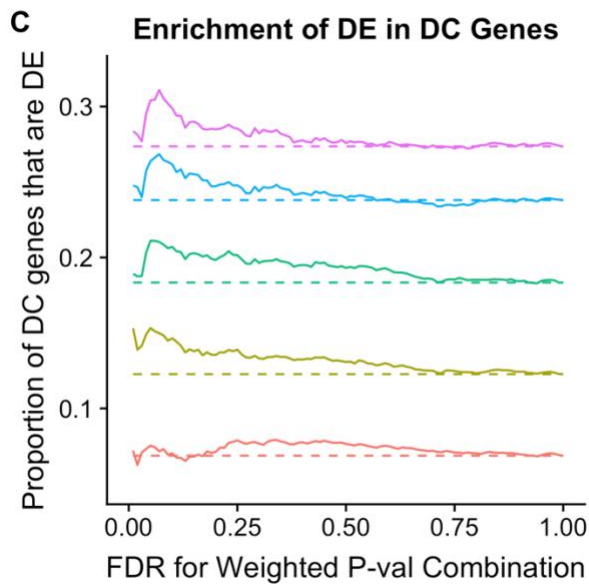 C
Enrichment of DE in DC Genes
Proportion of DC genes that are DE
0.3
0.2
0.1
0.00 0.25 0.50 0.75 1.00
FDR for Weighted P-val Combination